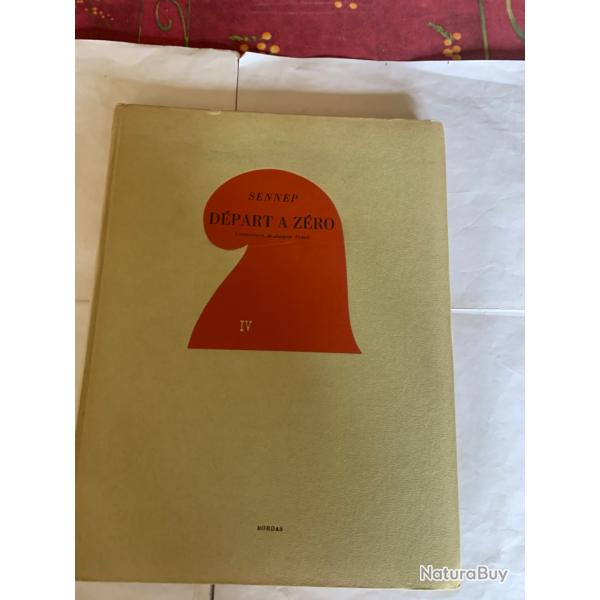 SENNEP
DÉPART A ZÉRO
IV
BORDAS
NaturaBuy